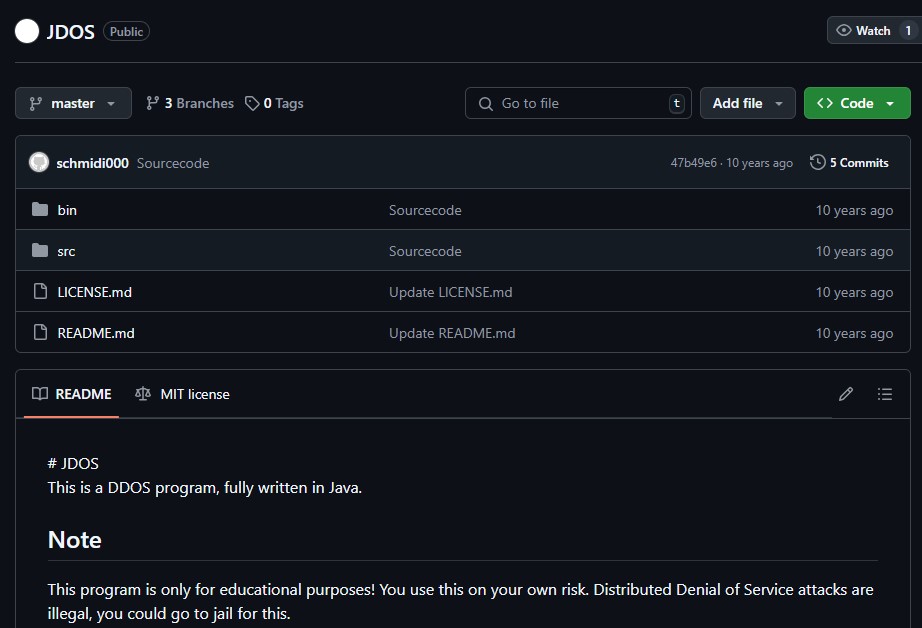 JDOS Public Watch 1
master 3 Branches 0 Tags Go to file t Add file Code
schmidi000 Sourcecode 47b49e6 · 10 years ago 5 Commits
bin Sourcecode 10 years ago
src Sourcecode 10 years ago
LICENSE.md Update LICENSE.md 10 years ago
README.md Update README.md 10 years ago
README MIT license
# JDOS
This is a DDOS program, fully written in Java.
Note
This program is only for educational purposes! You use this on your own risk. Distributed Denial of Service attacks are
illegal, you could go to jail for this.